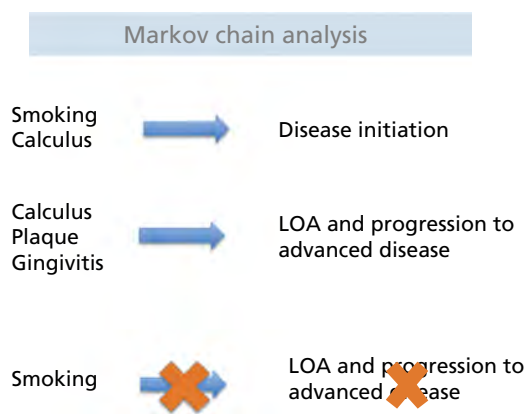 Markov chain analysis
Smoking
Calculus
Disease initiation
Calculus
Plaque
Gingivitis
LOA and progression to
advanced disease
Smoking
LOA and progression to
advanced disease